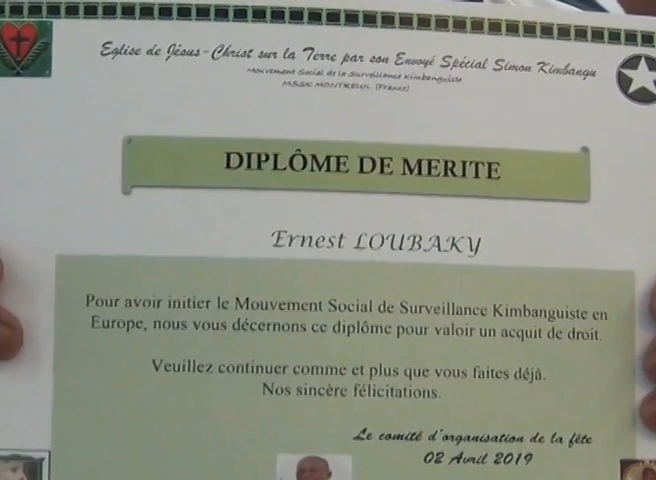 Eglise de Jésus-Christ sur la Terre par son Envoyé Spécial Simon Kimbangu
Mouvement Social de la Surveillance Kimbanguiste
MSSK MONTREUIL (France)
DIPLÔME DE MERITE
Ernest LOUBAKY
Pour avoir initier le Mouvement Social de Surveillance Kimbanguiste en
Europe, nous vous décernons ce diplôme pour valoir un acquit de droit.
Veuillez continuer comme et plus que vous faites déjà.
Nos sincère félicitations.
Le comité d'organisation de la fête
02 Avril 2019